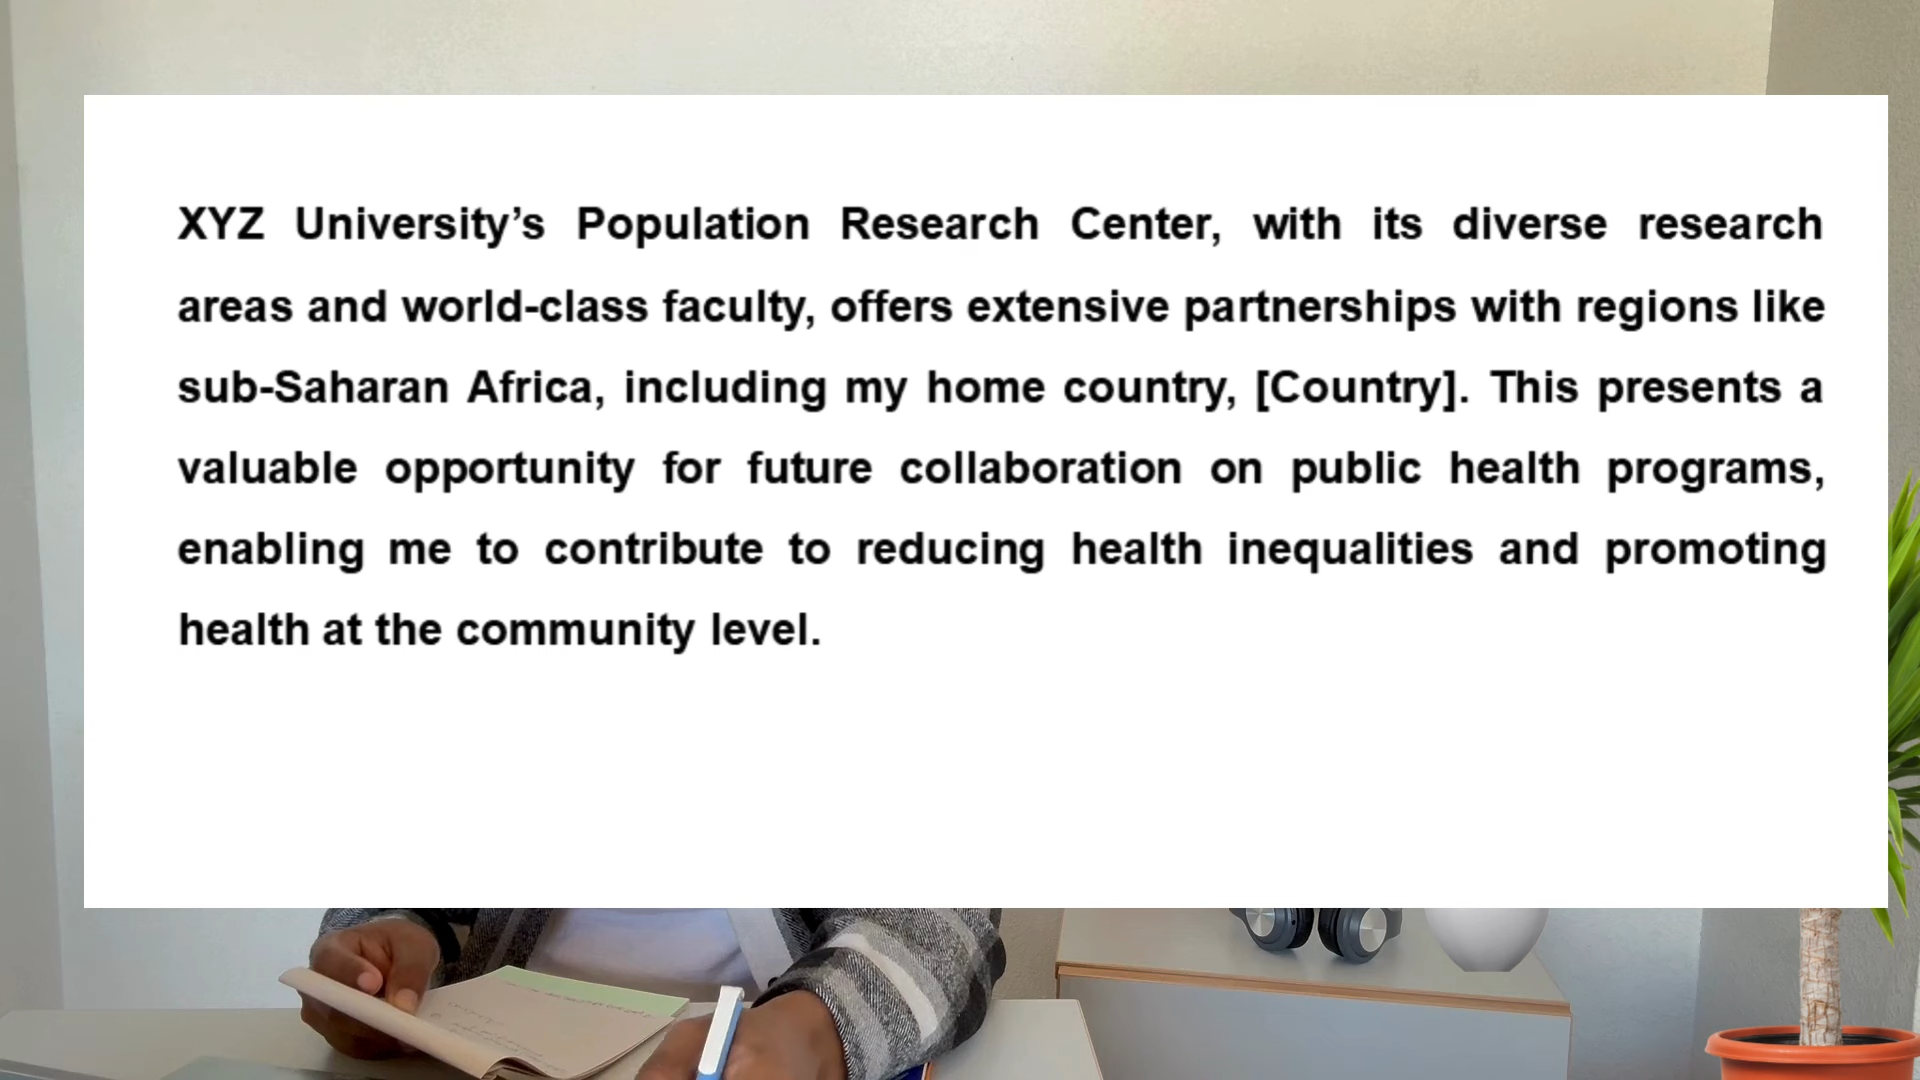 XYZ University’s Population Research Center, with its diverse research
areas and world-class faculty, offers extensive partnerships with regions like
sub-Saharan Africa, including my home country, [Country]. This presents a
valuable opportunity for future collaboration on public health programs,
enabling me to contribute to reducing health inequalities and promoting
health at the community level.